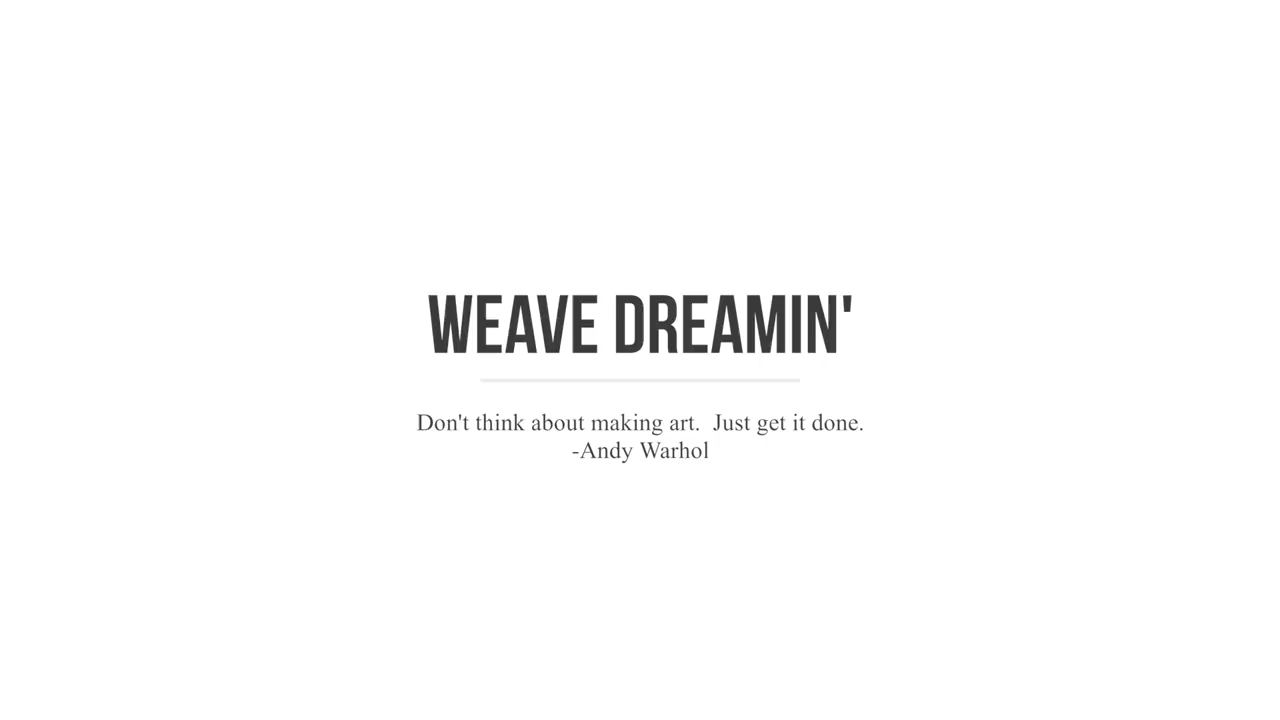 WEAVE DREAMIN'
Don't think about making art.  Just get it done.
-Andy Warhol